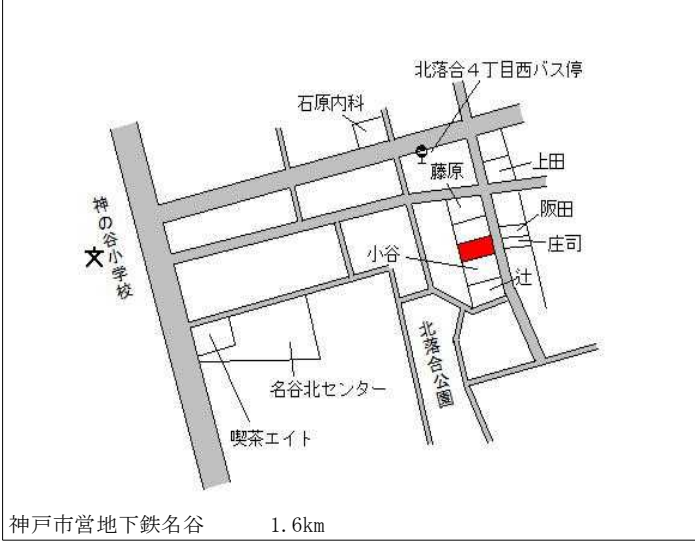 北落合4丁目西バス停
石原内科
上田
藤原
神の谷小学校
阪田
小谷
庄司
辻
北落合公園
名谷北センター
喫茶エイト
神戸市営地下鉄名谷 1.6km